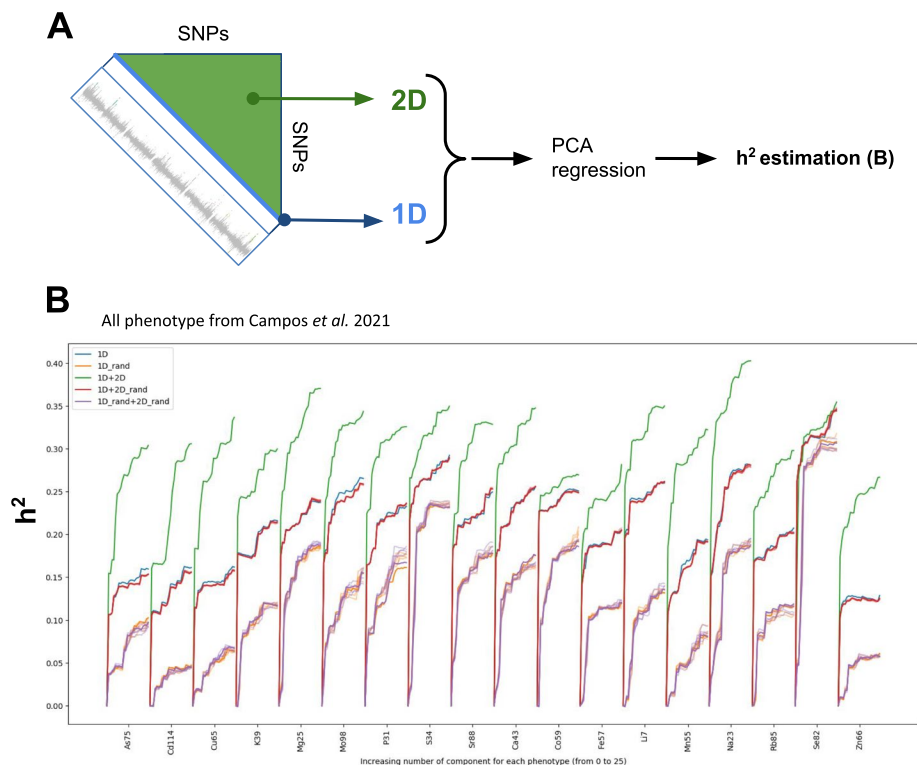 A
SNPs
SNPs
2D
1D
PCA
regression
h² estimation (B)
B
All phenotype from Campos et al. 2021
1D
1D_rand
1D+2D
1D+2D_rand
1D_rand+2D_rand
h²
0.40
0.35
0.30
0.25
0.20
0.15
0.10
0.05
0.00
As75
Cd114
Cu65
K39
Mg25
Mo98
P31
S34
Sr88
Ca43
Co59
Fe57
Li7
Mn55
Na23
Rb85
Se82
Zn66
Increasing number of component for each phenotype (from 0 to 25)